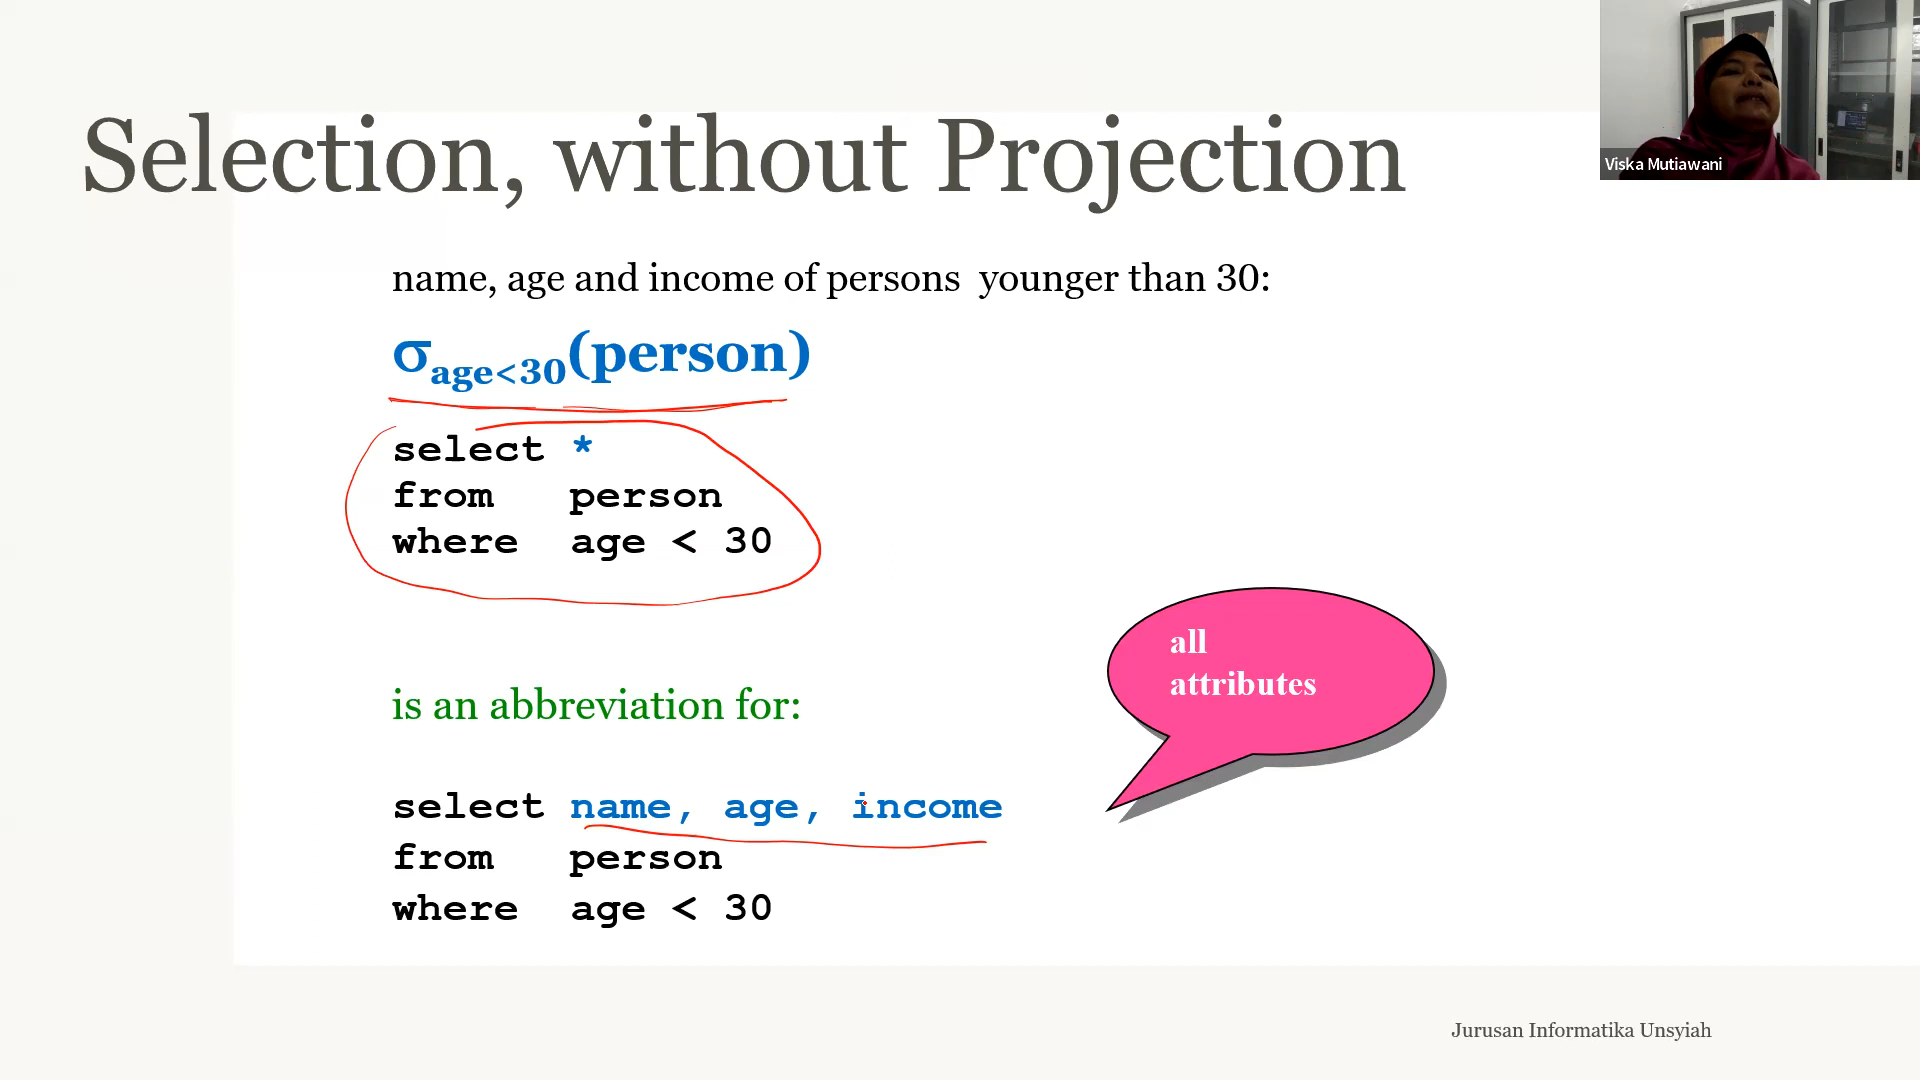 Viska Mutiawani
Selection, without Projection
name, age and income of persons younger than 30:
σage<30(person)
select *
from person
where age < 30
all
attributes
is an abbreviation for:
select name, age, income
from person
where age < 30
Jurusan Informatika Unsyiah